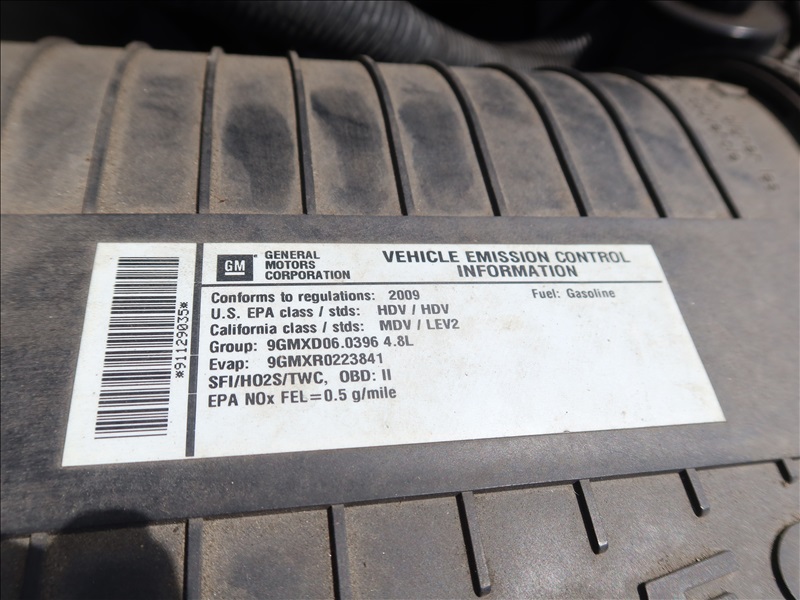 GM
GENERAL
MOTORS
CORPORATION
VEHICLE EMISSION CONTROL
INFORMATION
Conforms to regulations: 2009 Fuel: Gasoline
U.S. EPA class / stds: HDV / HDV
California class / stds: MDV / LEV2
Group: 9GMXD06.0396 4.8L
Evap: 9GMXR0223841
SFI/HO2S/TWC, OBD: II
EPA NOx FEL=0.5 g/mile
*91129035*